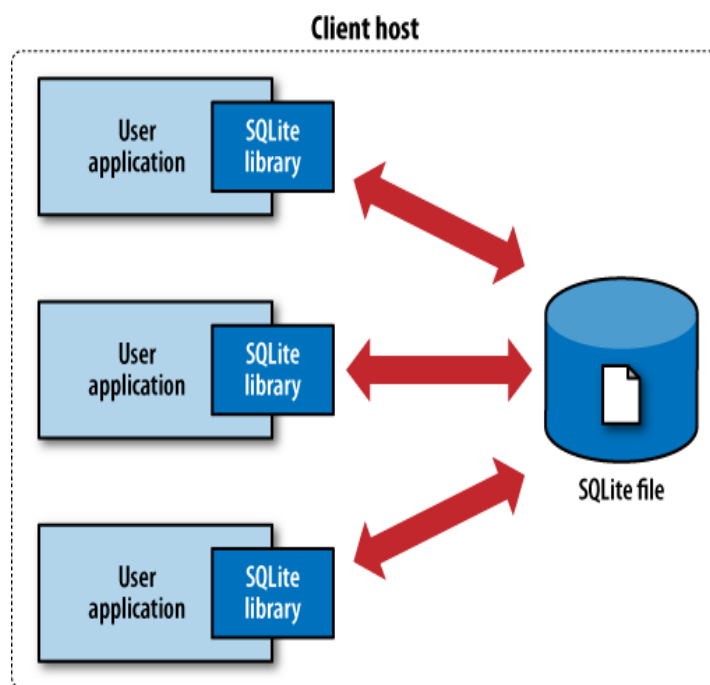 Client host
User
application
SQLite
library
User
application
SQLite
library
SQLite file
User
application
SQLite
library